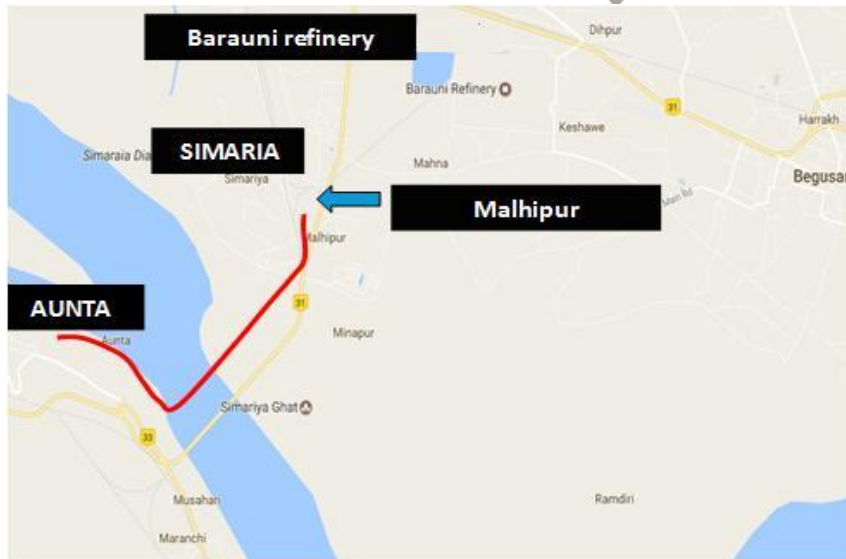 Dihpur
Barauni refinery
Barauni Refinery
31
Harrakh
Keshawe
SIMARIA
Simaraia Dia
Mahna
Simariya
Begusar
Malhipur
Main Rd
Malhipur
31
AUNTA
Aunta
Minapur
Simariya Ghat
33
Musahari
Ramdiri
Maranchi